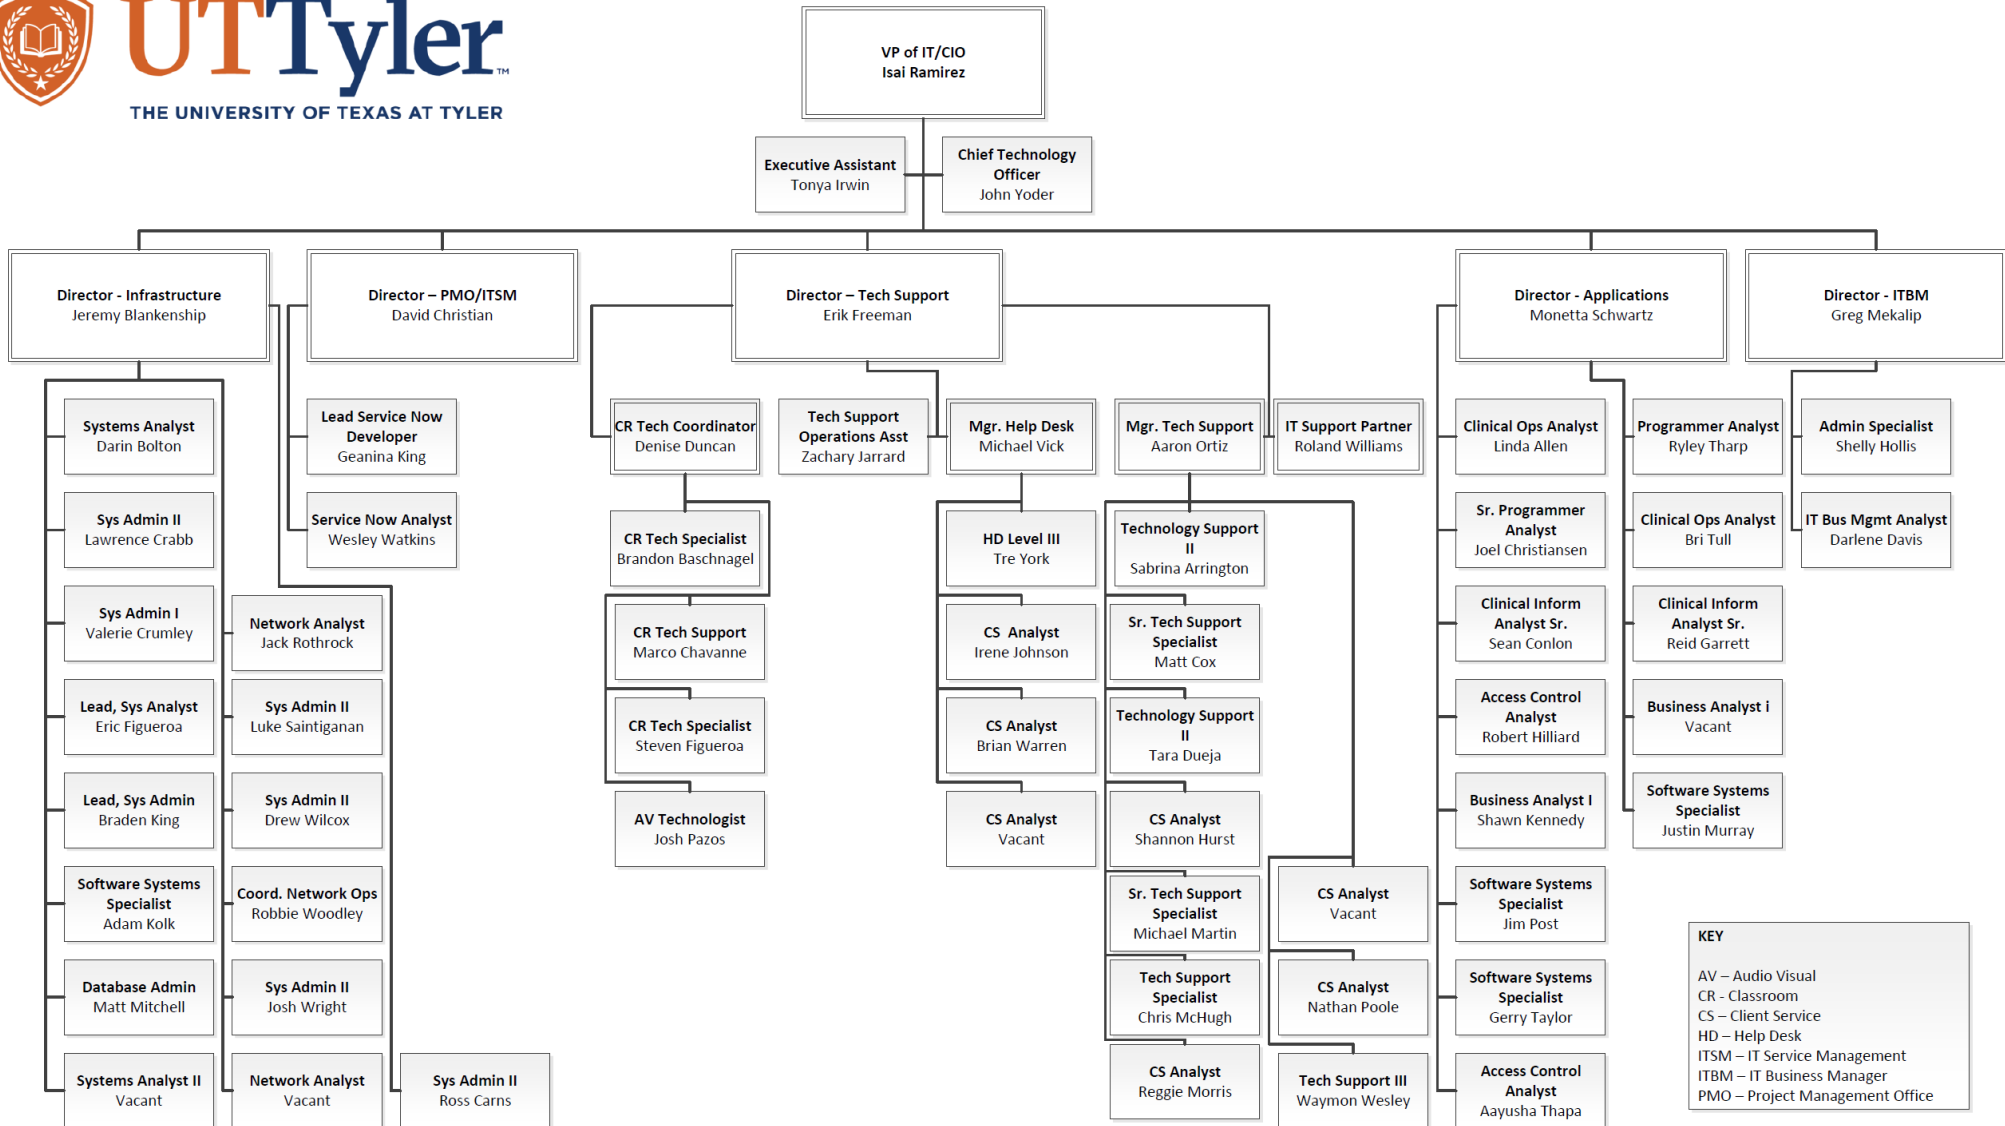 UT Tyler™
THE UNIVERSITY OF TEXAS AT TYLER
VP of IT/CIO
Isai Ramirez
Executive Assistant
Tonya Irwin
Chief Technology
Officer
John Yoder
Director - Infrastructure
Jeremy Blankenship
Director – PMO/ITSM
David Christian
Director – Tech Support
Erik Freeman
Director - Applications
Monetta Schwartz
Director - ITBM
Greg Mekalip
Systems Analyst
Darin Bolton
Sys Admin II
Lawrence Crabb
Sys Admin I
Valerie Crumley
Lead, Sys Analyst
Eric Figueroa
Lead, Sys Admin
Braden King
Software Systems
Specialist
Adam Kolk
Database Admin
Matt Mitchell
Systems Analyst II
Vacant
Network Analyst
Jack Rothrock
Sys Admin II
Luke Saintiganan
Sys Admin II
Drew Wilcox
Coord. Network Ops
Robbie Woodley
Sys Admin II
Josh Wright
Network Analyst
Vacant
Sys Admin II
Ross Carns
Lead Service Now
Developer
Geanina King
Service Now Analyst
Wesley Watkins
CR Tech Coordinator
Denise Duncan
CR Tech Specialist
Brandon Baschnagel
CR Tech Support
Marco Chavanne
CR Tech Specialist
Steven Figueroa
AV Technologist
Josh Pazos
Tech Support
Operations Asst
Zachary Jarrard
Mgr. Help Desk
Michael Vick
HD Level III
Tre York
CS Analyst
Irene Johnson
CS Analyst
Brian Warren
CS Analyst
Vacant
Mgr. Tech Support
Aaron Ortiz
Technology Support
II
Sabrina Arrington
Sr. Tech Support
Specialist
Matt Cox
Technology Support
II
Tara Dueja
CS Analyst
Shannon Hurst
Sr. Tech Support
Specialist
Michael Martin
Tech Support
Specialist
Chris McHugh
CS Analyst
Reggie Morris
IT Support Partner
Roland Williams
CS Analyst
Vacant
CS Analyst
Nathan Poole
Tech Support III
Waymon Wesley
Clinical Ops Analyst
Linda Allen
Sr. Programmer
Analyst
Joel Christiansen
Clinical Inform
Analyst Sr.
Sean Conlon
Access Control
Analyst
Robert Hilliard
Business Analyst I
Shawn Kennedy
Software Systems
Specialist
Jim Post
Software Systems
Specialist
Gerry Taylor
Access Control
Analyst
Aayusha Thapa
Programmer Analyst
Ryley Tharp
Clinical Ops Analyst
Bri Tull
Clinical Inform
Analyst Sr.
Reid Garrett
Business Analyst i
Vacant
Software Systems
Specialist
Justin Murray
Admin Specialist
Shelly Hollis
IT Bus Mgmt Analyst
Darlene Davis
KEY
AV – Audio Visual
CR - Classroom
CS – Client Service
HD – Help Desk
ITSM – IT Service Management
ITBM – IT Business Manager
PMO – Project Management Office